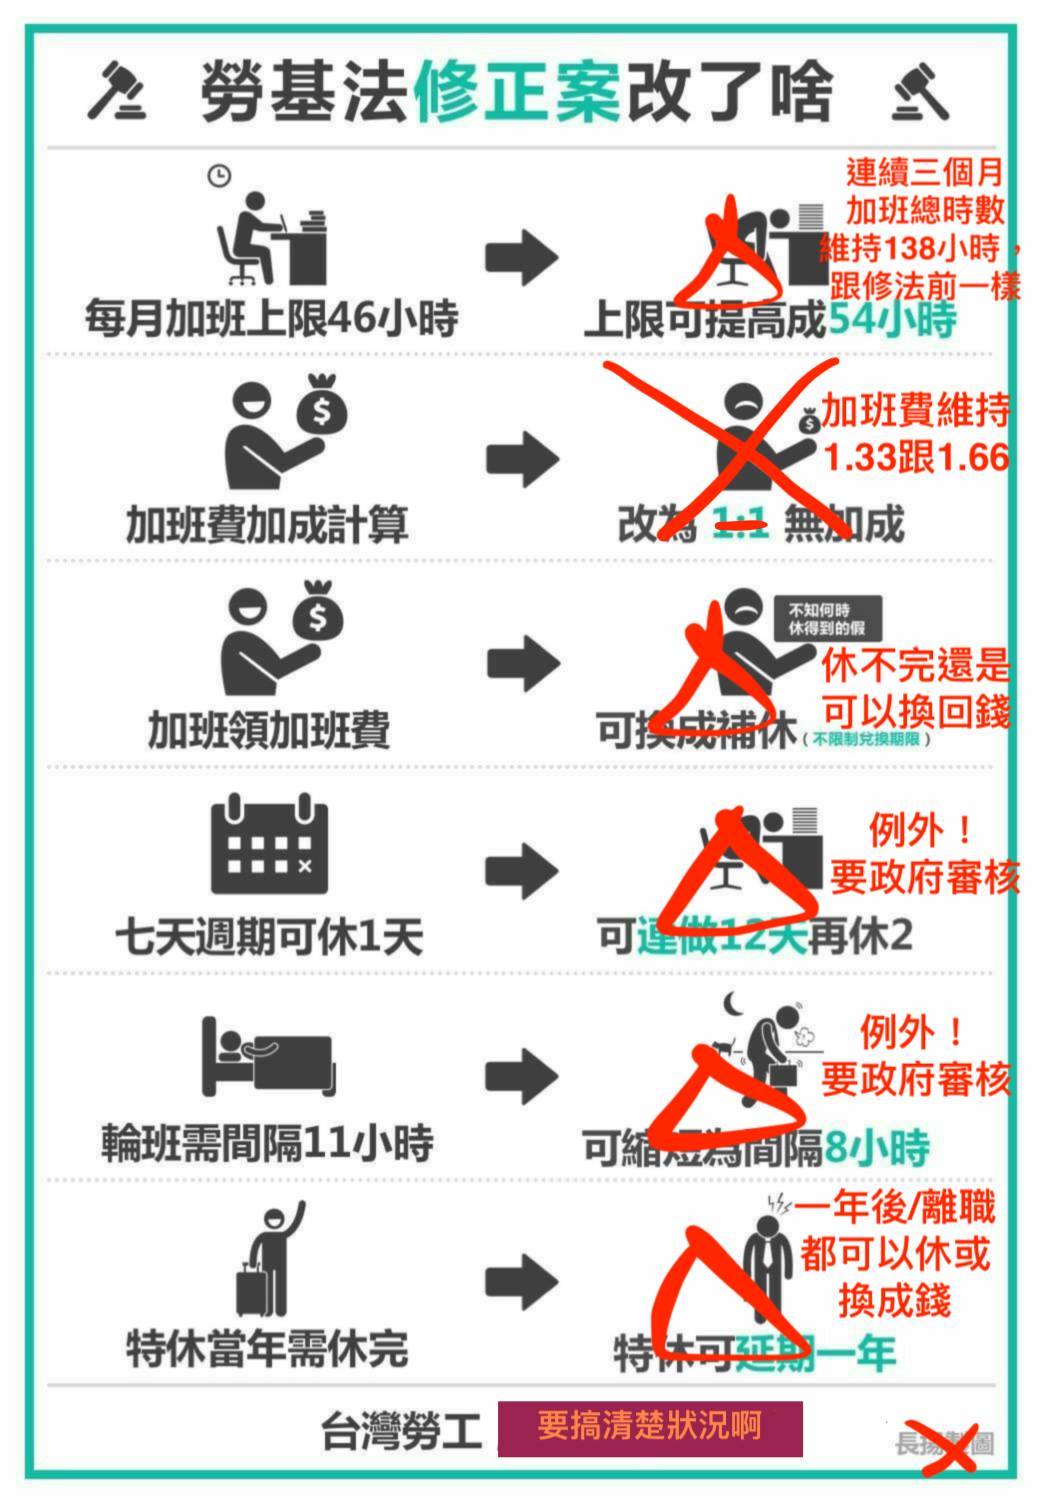 勞基法修正案改了啥
連續三個月
加班總時數
維持138小時，
跟修法前一樣
每月加班上限46小時
上限可提高成54小時
$
$
加班費維持
1.33跟1.66
加班費加成計算
改為 1:1 無加成
$
不知何時
休得到的假
休不完還是
可以換回錢
加班領加班費
可換成補休（不限制兌換期限）
例外！
要政府審核
七天週期可休1天
可連做12天再休2
例外！
要政府審核
輪班需間隔11小時
可縮短為間隔8小時
一年後/離職
都可以休或
換成錢
特休當年需休完
特休可延期一年
台灣勞工 要搞清楚狀況啊
長揚製圖